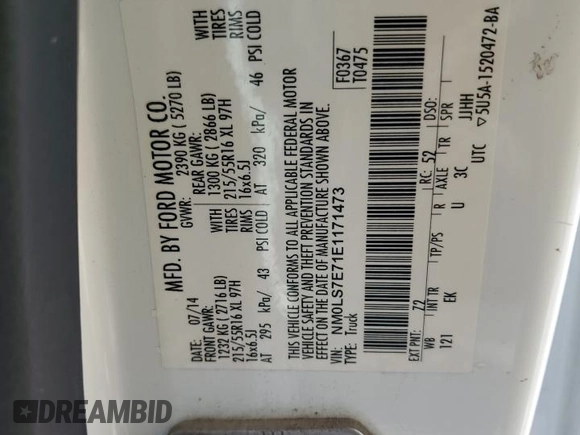 MFD. BY FORD MOTOR CO.
DATE: 07/14 GVWR: 2390 KG ( 5270 LB)
FRONT GAWR: REAR GAWR: WITH
1232 KG ( 2716 LB) WITH 1300 KG ( 2866 LB) TIRES
215/55R16 XL 97H TIRES 215/55R16 XL 97H RIMS
16x6.5J RIMS 16x6.5J
AT 295 kPa/ 43 PSI COLD AT 320 kPa/ 46 PSI COLD
THIS VEHICLE CONFORMS TO ALL APPLICABLE FEDERAL MOTOR
VEHICLE SAFETY AND THEFT PREVENTION STANDARDS IN
EFFECT ON THE DATE OF MANUFACTURE SHOWN ABOVE.
VIN: NM0LS7E71E1171473
TYPE: Truck
F0367
T0475
EXT PNT: Z2 RC: 52 DSO:
WB INT TR TP/PS R AXLE TR SPR
121 EK U 3C JJHH
UTC ▽5U5A-1520472-BA
DREAMBID